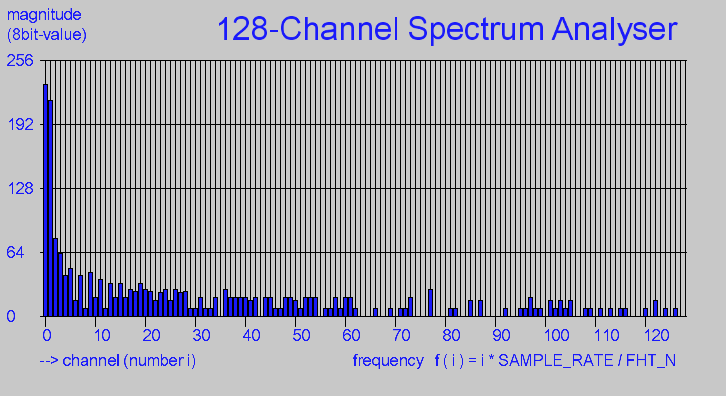 magnitude
(8bit-value)
128-Channel Spectrum Analyser
256
192
128
64
0
0 10 20 30 40 50 60 70 80 90 100 110 120
--> channel (number i)
frequency f ( i ) = i * SAMPLE_RATE / FHT_N